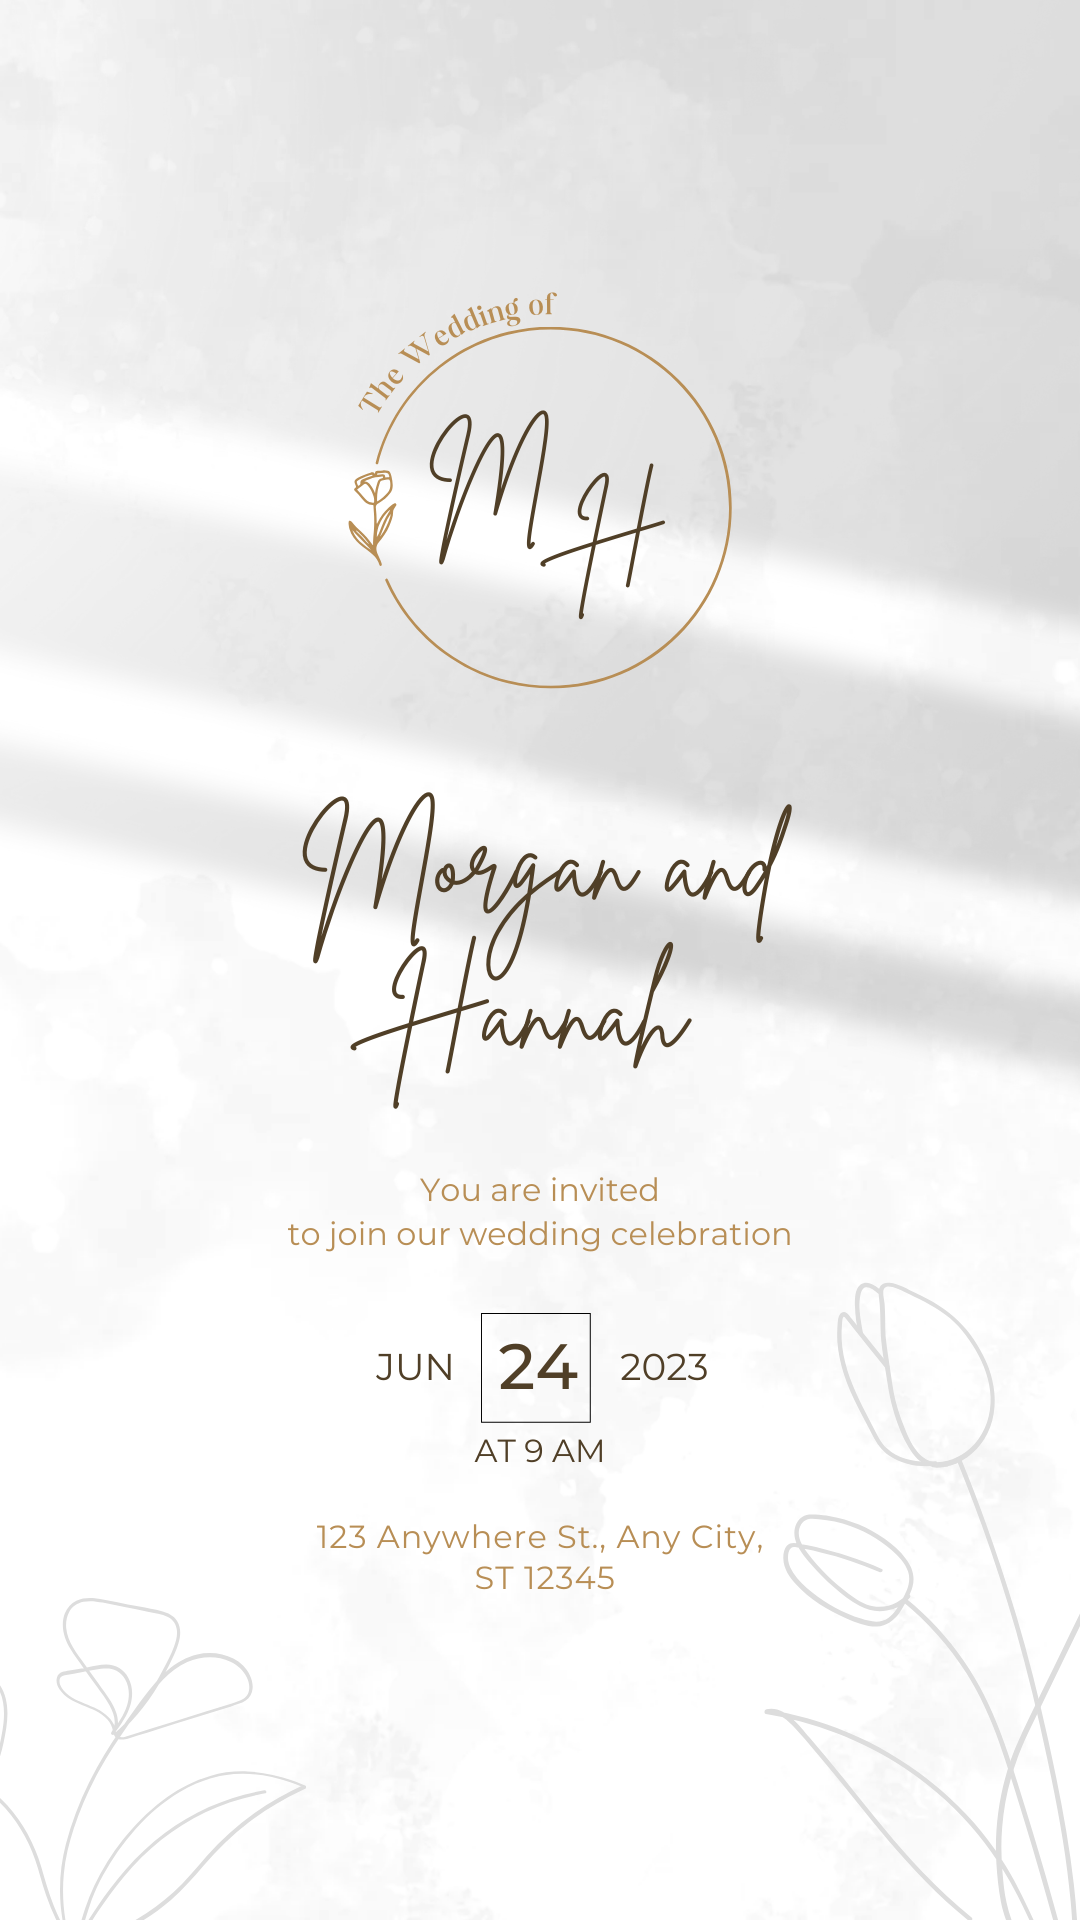 The Wedding of
M H
Morgan and
Hannah
You are invited
to join our wedding celebration
JUN 24 2023
AT 9 AM
123 Anywhere St., Any City,
ST 12345